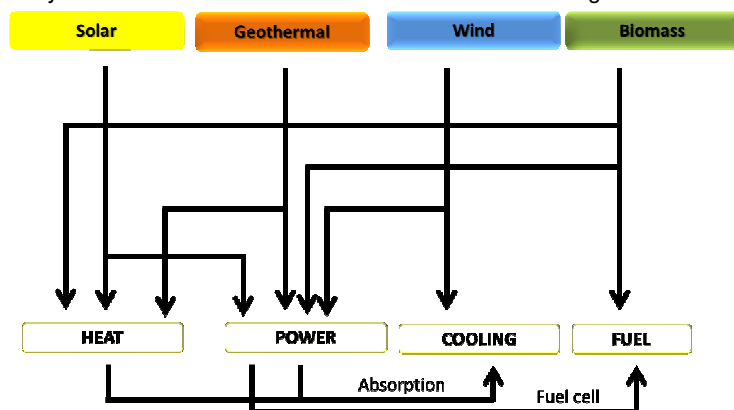 Solar
Geothermal
Wind
Biomass
HEAT
POWER
COOLING
FUEL
Absorption
Fuel cell